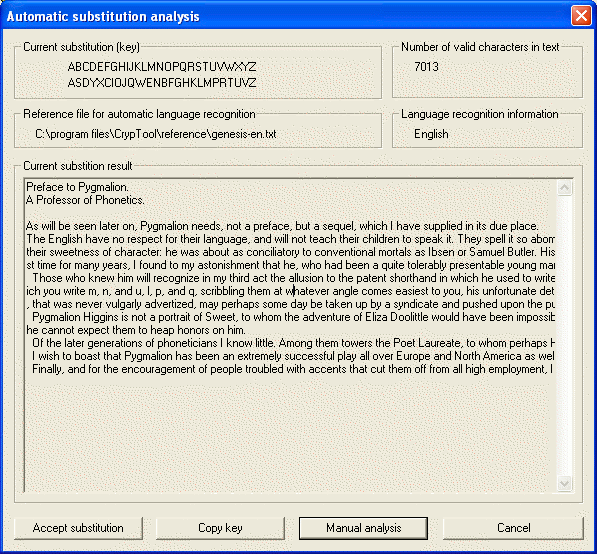 Automatic substitution analysis
Current substitution (key)
ABCDEFGHIJKLMNOPQRSTUVWXYZ
ASDYXCIOJQWENBFGHKLMPRTUVZ
Number of valid characters in text
7013
Reference file for automatic language recognition
C:\program files\CrypTool\reference\genesis-en.txt
Language recognition information
English
Current substition result
Preface to Pygmalion.
A Professor of Phonetics.
As will be seen later on, Pygmalion needs, not a preface, but a sequel, which I have supplied in its due place.
The English have no respect for their language, and will not teach their children to speak it. They spell it so abom
their sweetness of character: he was about as conciliatory to conventional mortals as Ibsen or Samuel Butler. His
st time for many years, I found to my astonishment that he, who had been a quite tolerably presentable young man
Those who knew him will recognize in my third act the allusion to the patent shorthand in which he used to write
ich you write m, n, and u, l, p, and q, scribbling them at whatever angle comes easiest to you, his unfortunate det
, that was never vulgarly advertized, may perhaps some day be taken up by a syndicate and pushed upon the pu
Pygmalion Higgins is not a portrait of Sweet, to whom the adventure of Eliza Doolittle would have been impossib
he cannot expect them to heap honors on him.
Of the later generations of phoneticians I know little. Among them towers the Poet Laureate, to whom perhaps H
I wish to boast that Pygmalion has been an extremely successful play all over Europe and North America as well
Finally, and for the encouragement of people troubled with accents that cut them off from all high employment, I
Accept substitution
Copy key
Manual analysis
Cancel